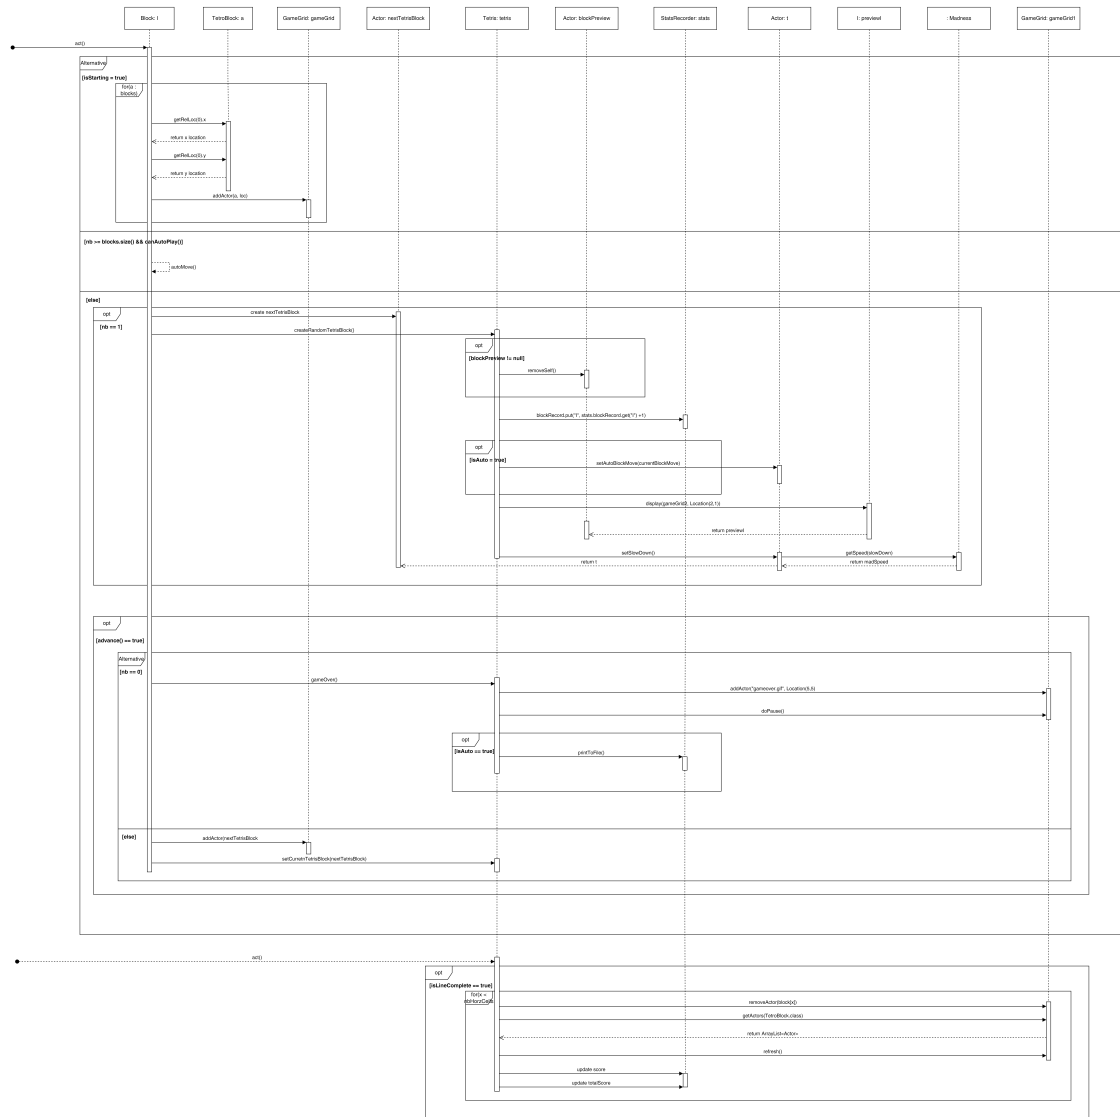 Block: I
TetroBlock: a
GameGrid: gameGrid
Actor: nextTetrisBlock
Tetris: tetris
Actor: blockPreview
StatsRecorder: stats
Actor: t
I: previewI
: Madness
GameGrid: gameGrid1
act()
Alternative
[isStarting = true]
for(a :
blocks)
getRelLoc(0).x
return x location
getRelLoc(0).y
return y location
addActor(a, loc)
[nb >= blocks.size() && canAutoPlay()]
autoMove()
[else]
opt
create nextTetrisBlock
[nb == 1]
createRandomTetrisBlock()
opt
[blockPreview != null]
removeSelf()
blockRecord.put("I", stats.blockRecord.get("I") +1)
opt
[isAuto = true]
setAutoBlockMove(currentBlockMove)
display(gameGrid2, Location(2,1))
return previewI
setSlowDown()
getSpeed(slowDown)
return t
return madSpeed
opt
[advance() == true]
Alternative
[nb == 0]
gameOver()
addActor("gameover.gif", Location(5,5)
doPause()
opt
[isAuto == true]
printToFile()
[else]
addActor(nextTetrisBlock
setCurretnTetrisBlock(nextTetrisBlock)
act()
opt
[isLineComplete == true]
for(x <
nbHorzCells
removeActor(block[x])
getActors(TetroBlock.class)
return ArrayList<Actor>
refresh()
update score
update totalScore